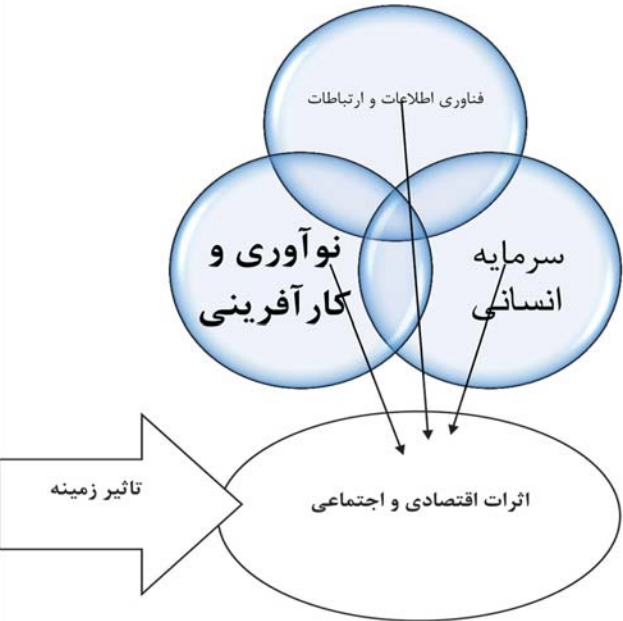 فناوری اطلاعات و ارتباطات
نوآوری و
کارآفرینی
سرمایه
انسانی
تاثیر زمینه
اثرات اقتصادی و اجتماعی